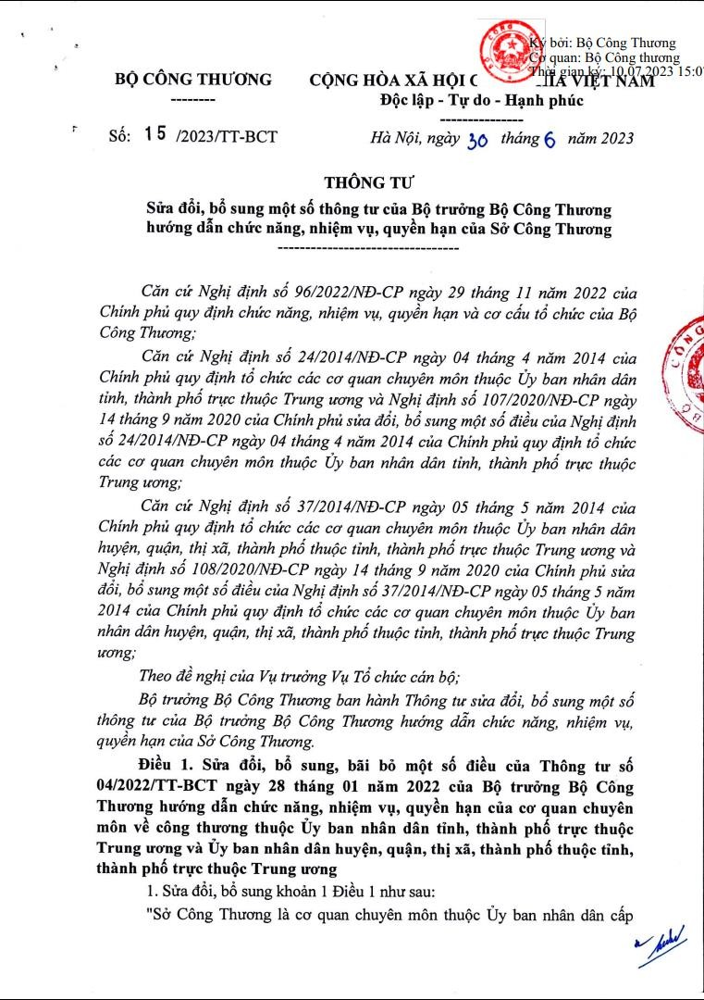 Ký bởi: Bộ Công Thương
Cơ quan: Bộ Công thương
Thời gian ký: 10.07.2023 15:0
BỘ CÔNG THƯƠNG
--------
CỘNG HÒA XÃ HỘI C HĨA VIỆT NAM
Độc lập - Tự do - Hạnh phúc
---------------
Số: 15 /2023/TT-BCT
Hà Nội, ngày 30 tháng 6 năm 2023
THÔNG TƯ
Sửa đổi, bổ sung một số thông tư của Bộ trưởng Bộ Công Thương
hướng dẫn chức năng, nhiệm vụ, quyền hạn của Sở Công Thương
---------------------------------
Căn cứ Nghị định số 96/2022/NĐ-CP ngày 29 tháng 11 năm 2022 của
Chính phủ quy định chức năng, nhiệm vụ, quyền hạn và cơ cấu tổ chức của Bộ
Công Thương;
Căn cứ Nghị định số 24/2014/NĐ-CP ngày 04 tháng 4 năm 2014 của
Chính phủ quy định tổ chức các cơ quan chuyên môn thuộc Ủy ban nhân dân
tỉnh, thành phố trực thuộc Trung ương và Nghị định số 107/2020/NĐ-CP ngày
14 tháng 9 năm 2020 của Chính phủ sửa đổi, bổ sung một số điều của Nghị định
số 24/2014/NĐ-CP ngày 04 tháng 4 năm 2014 của Chính phủ quy định tổ chức
các cơ quan chuyên môn thuộc Ủy ban nhân dân tỉnh, thành phố trực thuộc
Trung ương;
Căn cứ Nghị định số 37/2014/NĐ-CP ngày 05 tháng 5 năm 2014 của
Chính phủ quy định tổ chức các cơ quan chuyên môn thuộc Ủy ban nhân dân
huyện, quận, thị xã, thành phố thuộc tỉnh, thành phố trực thuộc Trung ương và
Nghị định số 108/2020/NĐ-CP ngày 14 tháng 9 năm 2020 của Chính phủ sửa
đổi, bổ sung một số điều của Nghị định số 37/2014/NĐ-CP ngày 05 tháng 5 năm
2014 của Chính phủ quy định tổ chức các cơ quan chuyên môn thuộc Ủy ban
nhân dân huyện, quận, thị xã, thành phố thuộc tỉnh, thành phố trực thuộc Trung
ương;
Theo đề nghị của Vụ trưởng Vụ Tổ chức cán bộ;
Bộ trưởng Bộ Công Thương ban hành Thông tư sửa đổi, bổ sung một số
thông tư của Bộ trưởng Bộ Công Thương hướng dẫn chức năng, nhiệm vụ,
quyền hạn của Sở Công Thương.
Điều 1. Sửa đổi, bổ sung, bãi bỏ một số điều của Thông tư số
04/2022/TT-BCT ngày 28 tháng 01 năm 2022 của Bộ trưởng Bộ Công
Thương hướng dẫn chức năng, nhiệm vụ, quyền hạn của cơ quan chuyên
môn về công thương thuộc Ủy ban nhân dân tỉnh, thành phố trực thuộc
Trung ương và Ủy ban nhân dân huyện, quận, thị xã, thành phố thuộc tỉnh,
thành phố trực thuộc Trung ương
1. Sửa đổi, bổ sung khoản 1 Điều 1 như sau:
"Sở Công Thương là cơ quan chuyên môn thuộc Ủy ban nhân dân cấp